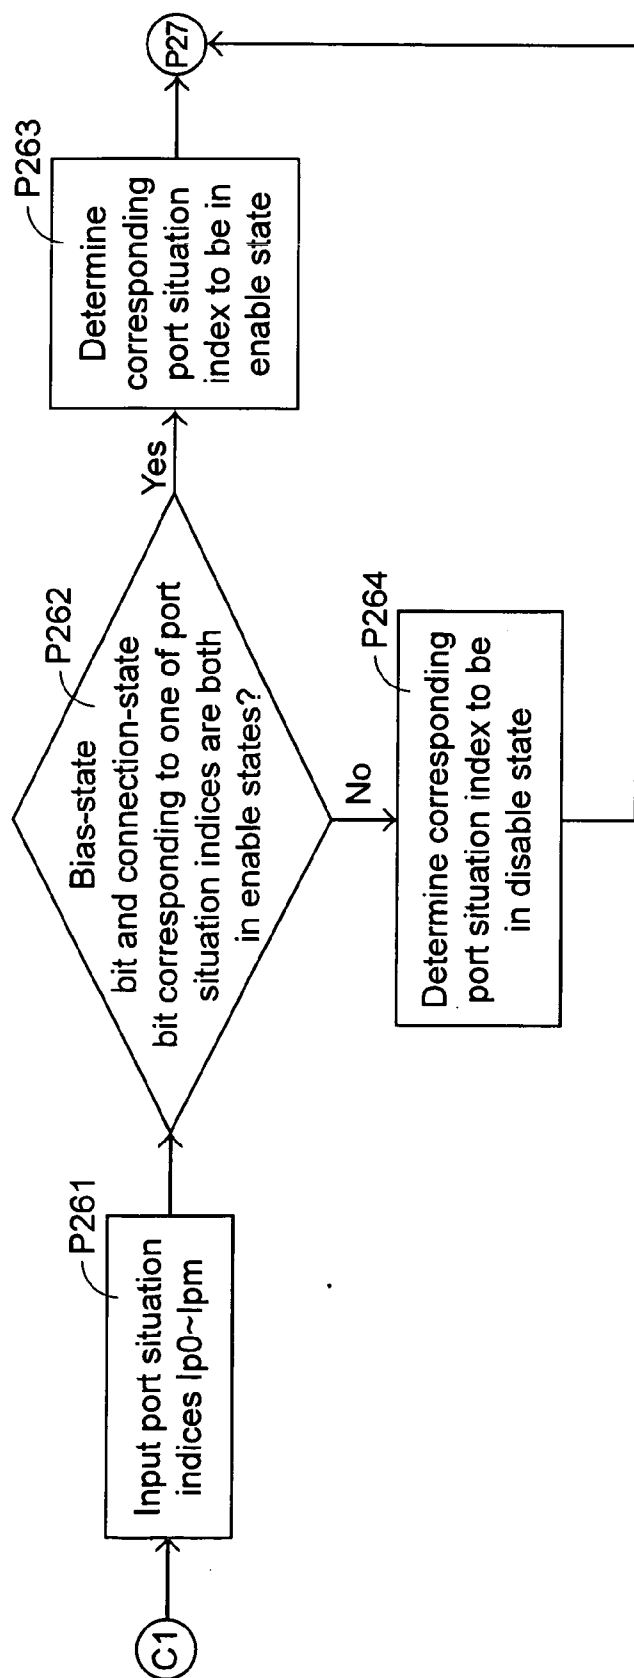 C1
P261
Input port situation
indices Ip0~Ipm
P262
Bias-state
bit and connection-state
bit corresponding to one of port
situation indices are both
in enable states?
Yes
P263
Determine
corresponding
port situation
index to be in
enable state
P27
No
P264
Determine corresponding
port situation index to be
in disable state